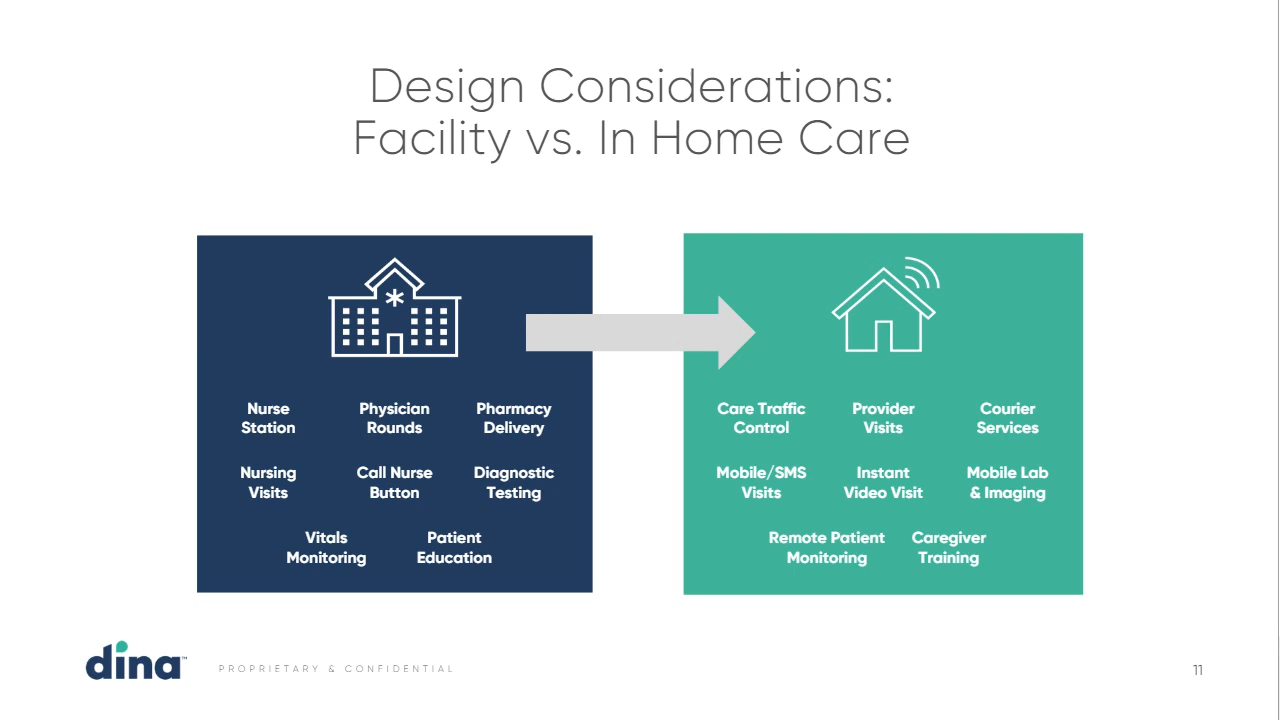 Design Considerations:
Facility vs. In Home Care
Nurse
Station
Physician
Rounds
Pharmacy
Delivery
Nursing
Visits
Call Nurse
Button
Diagnostic
Testing
Vitals
Monitoring
Patient
Education
Care Traffic
Control
Provider
Visits
Courier
Services
Mobile/SMS
Visits
Instant
Video Visit
Mobile Lab
& Imaging
Remote Patient
Monitoring
Caregiver
Training
dina™
PROPRIETARY & CONFIDENTIAL
11